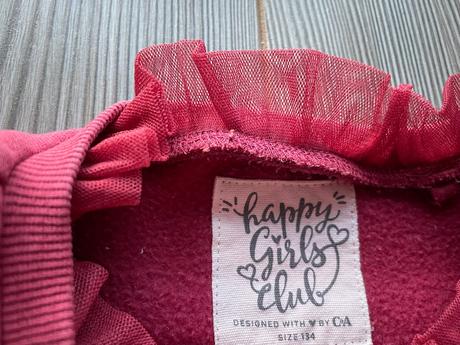 happy
Girls
Club
DESIGNED WITH ♥ BY C&A
SIZE 134